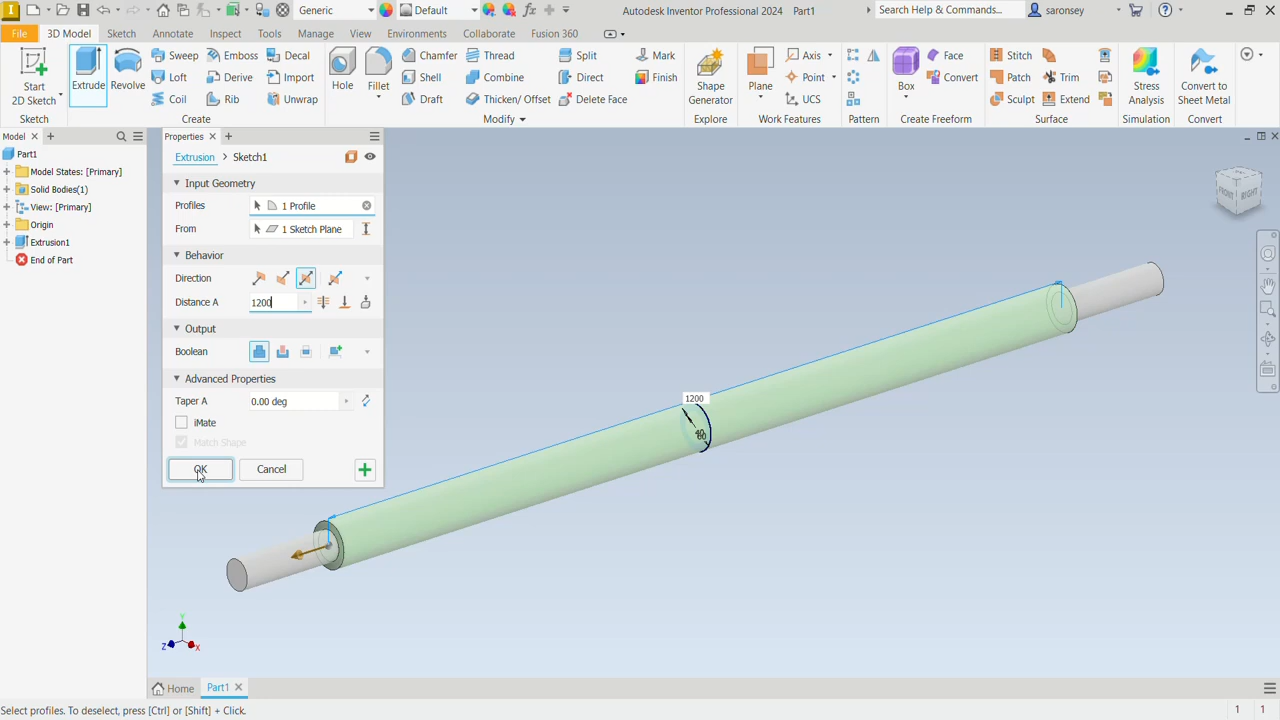 Generic
Default
fx
Autodesk Inventor Professional 2024 Part1
Search Help & Commands...
saronsey
File
3D Model
Sketch
Annotate
Inspect
Tools
Manage
View
Environments
Collaborate
Fusion 360
Start
2D Sketch
Extrude
Revolve
Sweep
Emboss
Decal
Loft
Derive
Import
Coil
Rib
Unwrap
Hole
Fillet
Chamfer
Thread
Split
Shell
Combine
Direct
Draft
Thicken/ Offset
Delete Face
Mark
Finish
Shape
Generator
Plane
Axis
Point
UCS
Box
Face
Convert
Stitch
Patch
Trim
Sculpt
Extend
Stress
Analysis
Convert to
Sheet Metal
Sketch
Create
Modify
Explore
Work Features
Pattern
Create Freeform
Surface
Simulation
Convert
Model
Part1
Model States: [Primary]
Solid Bodies(1)
View: [Primary]
Origin
Extrusion1
End of Part
Properties
Extrusion > Sketch1
Input Geometry
Profiles
1 Profile
From
1 Sketch Plane
Behavior
Direction
Distance A
1200
Output
Boolean
Advanced Properties
Taper A
0.00 deg
iMate
Match Shape
OK
Cancel
1200
FRONT
RIGHT
Y
Z
X
Home
Part1
Select profiles. To deselect, press [Ctrl] or [Shift] + Click.
1
1